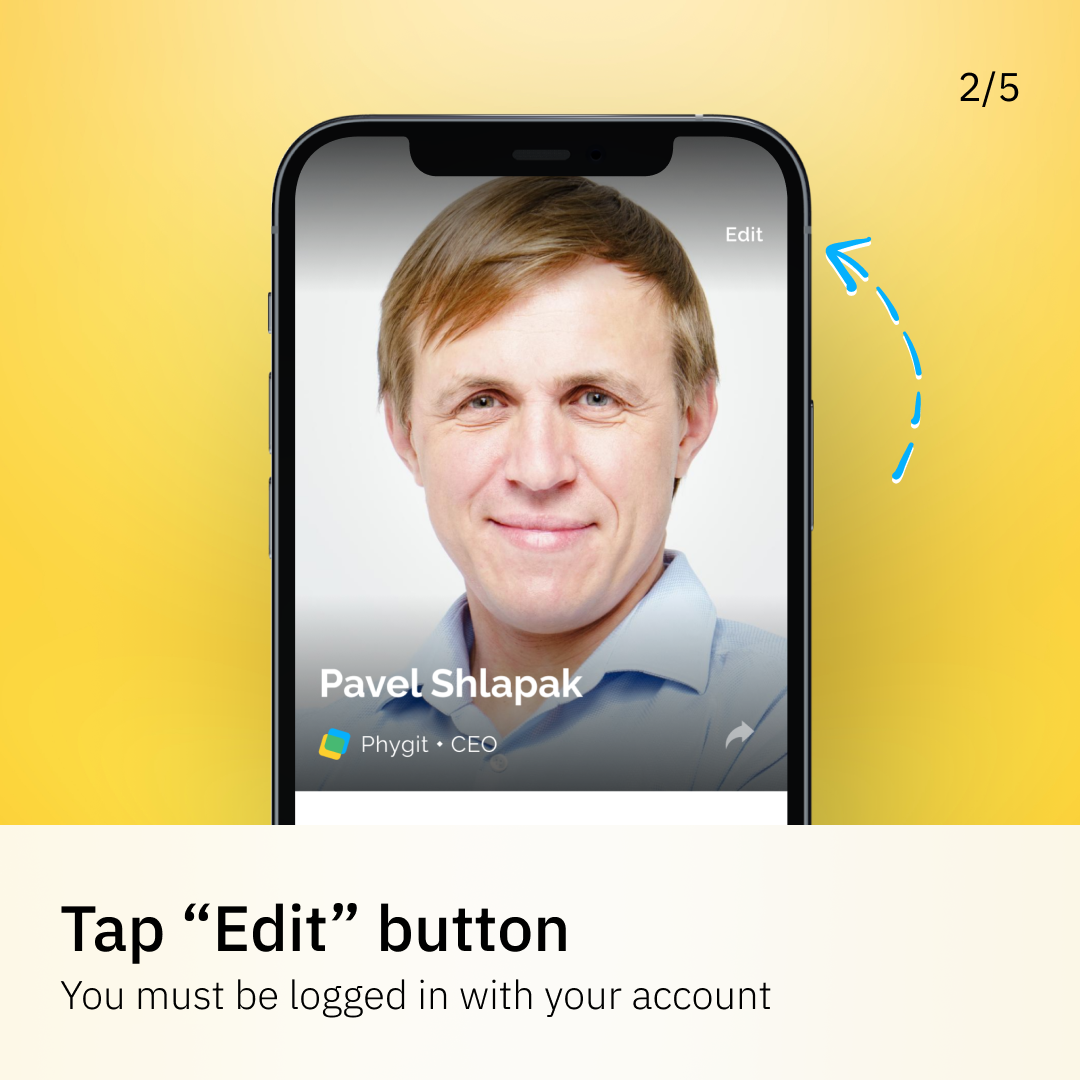 2/5
Edit
Pavel Shlapak
Phygit • CEO
Tap “Edit” button
You must be logged in with your account